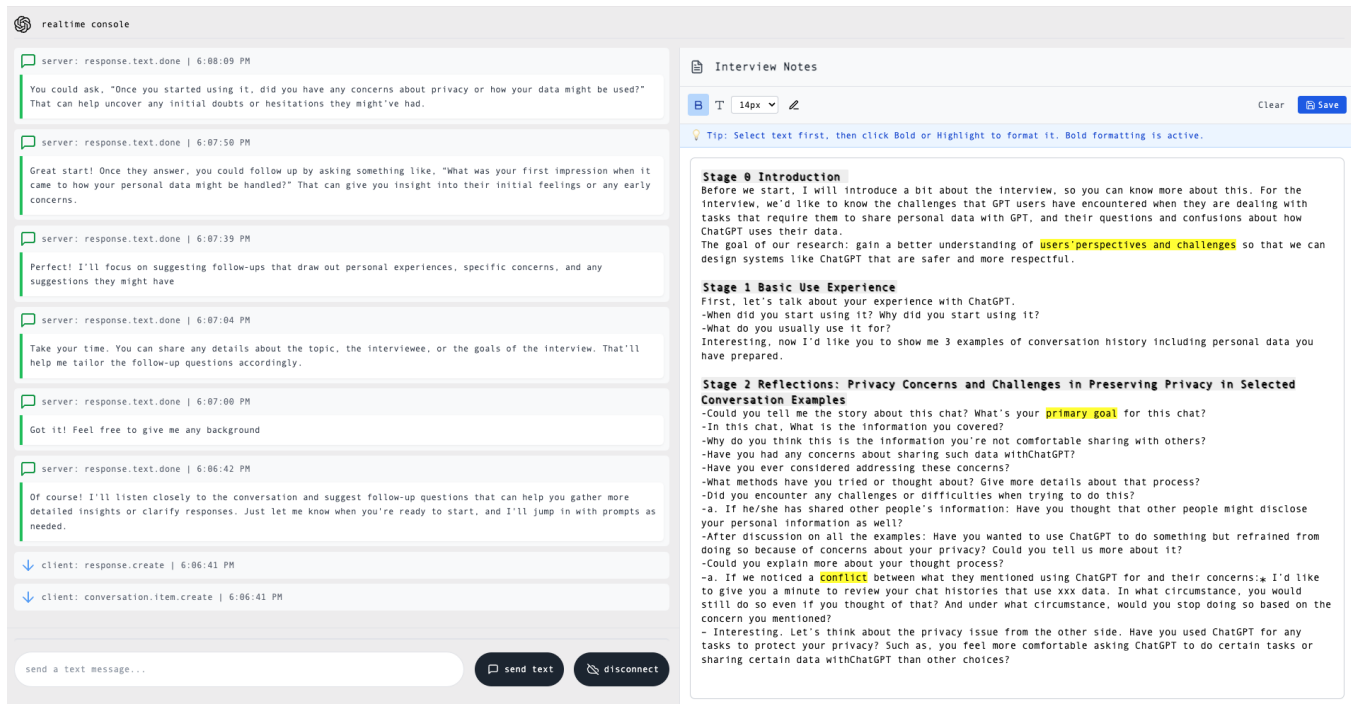 realtime console
server: response.text.done | 6:08:09 PM
You could ask, “Once you started using it, did you have any concerns about privacy or how your data might be used?”
That can help uncover any initial doubts or hesitations they might’ve had.
server: response.text.done | 6:07:50 PM
Great start! Once they answer, you could follow up by asking something like, “What was your first impression when it
came to how your personal data might be handled?” That can give you insight into their initial feelings or any early
concerns.
server: response.text.done | 6:07:39 PM
Perfect! I’ll focus on suggesting follow-ups that draw out personal experiences, specific concerns, and any
suggestions they might have
server: response.text.done | 6:07:04 PM
Take your time. You can share any details about the topic, the interviewee, or the goals of the interview. That’ll
help me tailor the follow-up questions accordingly.
server: response.text.done | 6:07:00 PM
Got it! Feel free to give me any background
server: response.text.done | 6:06:42 PM
Of course! I'll listen closely to the conversation and suggest follow-up questions that can help you gather more
detailed insights or clarify responses. Just let me know when you're ready to start, and I'll jump in with prompts as
needed.
client: response.create | 6:06:41 PM
client: conversation.item.create | 6:06:41 PM
send a text message...
send text
disconnect
Interview Notes
B T 14px
Clear
Save
Tip: Select text first, then click Bold or Highlight to format it. Bold formatting is active.
Stage 0 Introduction
Before we start, I will introduce a bit about the interview, so you can know more about this. For the
interview, we’d like to know the challenges that GPT users have encountered when they are dealing with
tasks that require them to share personal data with GPT, and their questions and confusions about how
ChatGPT uses their data.
The goal of our research: gain a better understanding of users’perspectives and challenges so that we can
design systems like ChatGPT that are safer and more respectful.
Stage 1 Basic Use Experience
First, let’s talk about your experience with ChatGPT.
-When did you start using it? Why did you start using it?
-What do you usually use it for?
Interesting, now I’d like you to show me 3 examples of conversation history including personal data you
have prepared.
Stage 2 Reflections: Privacy Concerns and Challenges in Preserving Privacy in Selected
Conversation Examples
-Could you tell me the story about this chat? What’s your primary goal for this chat?
-In this chat, What is the information you covered?
-Why do you think this is the information you’re not comfortable sharing with others?
-Have you had any concerns about sharing such data withChatGPT?
-Have you ever considered addressing these concerns?
-What methods have you tried or thought about? Give more details about that process?
-Did you encounter any challenges or difficulties when trying to do this?
-a. If he/she has shared other people’s information: Have you thought that other people might disclose
your personal information as well?
-After discussion on all the examples: Have you wanted to use ChatGPT to do something but refrained from
doing so because of concerns about your privacy? Could you tell us more about it?
-Could you explain more about your thought process?
–a. If we noticed a conflict between what they mentioned using ChatGPT for and their concerns:* I’d like
to give you a minute to review your chat histories that use xxx data. In what circumstance, you would
still do so even if you thought of that? And under what circumstance, would you stop doing so based on the
concern you mentioned?
– Interesting. Let’s think about the privacy issue from the other side. Have you used ChatGPT for any
tasks to protect your privacy? Such as, you feel more comfortable asking ChatGPT to do certain tasks or
sharing certain data withChatGPT than other choices?